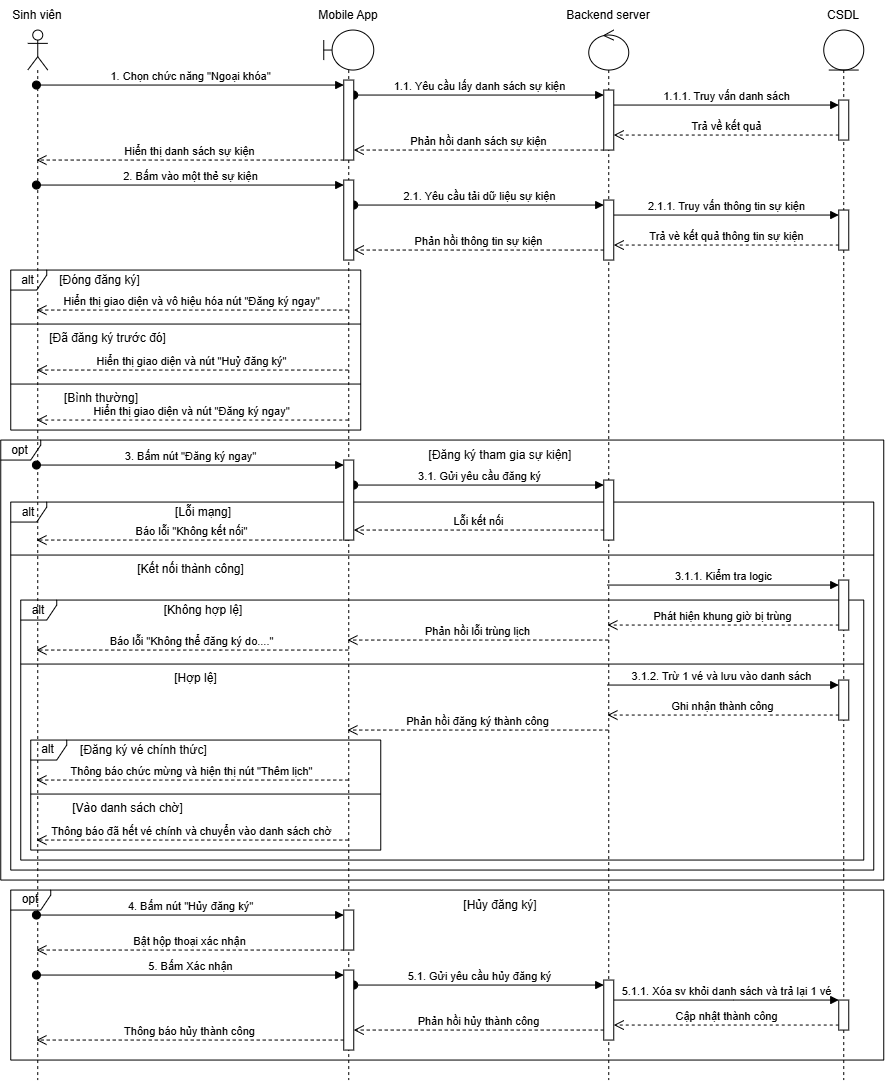 Sinh viên
Mobile App
Backend server
CSDL
1. Chọn chức năng "Ngoại khóa"
1.1. Yêu cầu lấy danh sách sự kiện
1.1.1. Truy vấn danh sách
Trả về kết quả
Phản hồi danh sách sự kiện
Hiển thị danh sách sự kiện
2. Bấm vào một thẻ sự kiện
2.1. Yêu cầu tải dữ liệu sự kiện
2.1.1. Truy vấn thông tin sự kiện
Trả vè kết quả thông tin sự kiện
Phản hồi thông tin sự kiện
alt
[Đóng đăng ký]
Hiển thị giao diện và vô hiệu hóa nút "Đăng ký ngay"
[Đã đăng ký trước đó]
Hiển thị giao diện và nút "Huỷ đăng ký"
[Bình thường]
Hiển thị giao diện và nút "Đăng ký ngay"
opt
[Đăng ký tham gia sự kiện]
3. Bấm nút "Đăng ký ngay"
3.1. Gửi yêu cầu đăng ký
alt
[Lỗi mạng]
Lỗi kết nối
Báo lỗi "Không kết nối"
[Kết nối thành công]
3.1.1. Kiểm tra logic
alt
[Không hợp lệ]
Phát hiện khung giờ bị trùng
Phản hồi lỗi trùng lịch
Báo lỗi "Không thể đăng ký do...."
[Hợp lệ]
3.1.2. Trừ 1 vé và lưu vào danh sách
Ghi nhận thành công
Phản hồi đăng ký thành công
alt
[Đăng ký vé chính thức]
Thông báo chức mừng và hiện thị nút "Thêm lịch"
[Vào danh sách chờ]
Thông báo đã hết vé chính và chuyển vào danh sách chờ
opt
[Hủy đăng ký]
4. Bấm nút "Hủy đăng ký"
Bật hộp thoại xác nhận
5. Bấm Xác nhận
5.1. Gửi yêu cầu hủy đăng ký
5.1.1. Xóa sv khỏi danh sách và trả lại 1 vé
Cập nhật thành công
Phản hồi hủy thành công
Thông báo hủy thành công